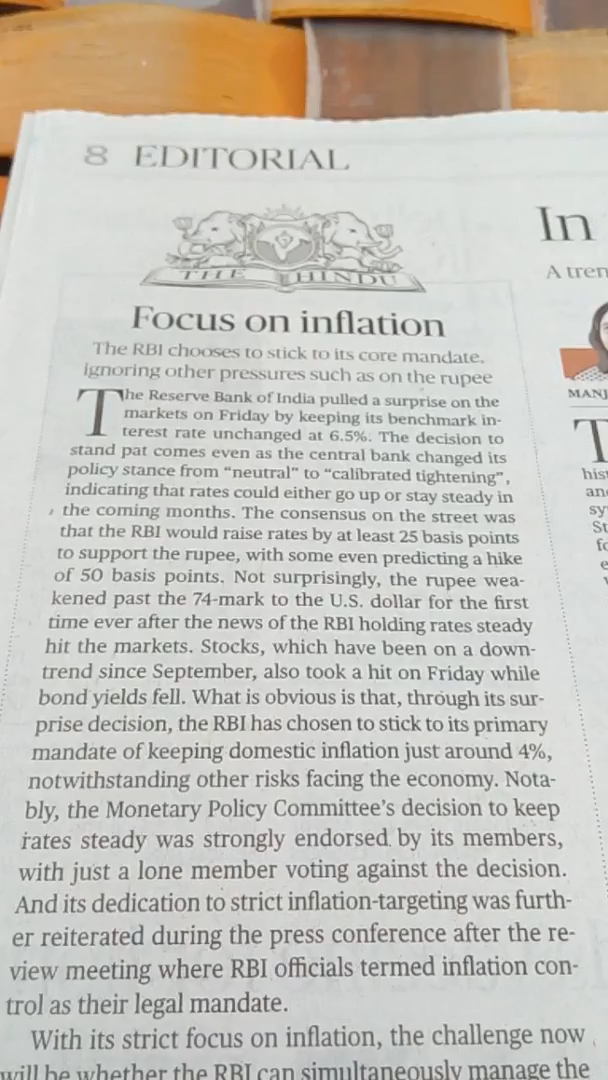 8 EDITORIAL
THE HINDU
Focus on inflation
The RBI chooses to stick to its core mandate,
ignoring other pressures such as on the rupee
The Reserve Bank of India pulled a surprise on the
markets on Friday by keeping its benchmark in-
terest rate unchanged at 6.5%. The decision to
stand pat comes even as the central bank changed its
policy stance from “neutral” to “calibrated tightening”,
indicating that rates could either go up or stay steady in
the coming months. The consensus on the street was
that the RBI would raise rates by at least 25 basis points
to support the rupee, with some even predicting a hike
of 50 basis points. Not surprisingly, the rupee wea-
kened past the 74-mark to the U.S. dollar for the first
time ever after the news of the RBI holding rates steady
hit the markets. Stocks, which have been on a down-
trend since September, also took a hit on Friday while
bond yields fell. What is obvious is that, through its sur-
prise decision, the RBI has chosen to stick to its primary
mandate of keeping domestic inflation just around 4%,
notwithstanding other risks facing the economy. Nota-
bly, the Monetary Policy Committee’s decision to keep
rates steady was strongly endorsed by its members,
with just a lone member voting against the decision.
And its dedication to strict inflation-targeting was furth-
er reiterated during the press conference after the re-
view meeting where RBI officials termed inflation con-
trol as their legal mandate.
With its strict focus on inflation, the challenge now
will be whether the RBI can simultaneously manage the
In
A tren
MANJ
T
his
an
sy
St